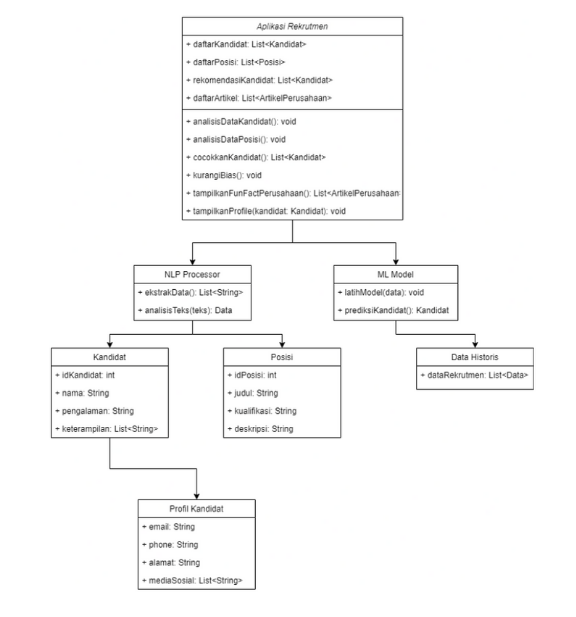 Aplikasi Rekrutmen
+ daftarKandidat: List<Kandidat>
+ daftarPosisi: List<Posisi>
+ rekomendasiKandidat: List<Kandidat>
+ daftarArtikel: List<ArtikelPerusahaan>
+ analisisDataKandidat(): void
+ analisisDataPosisi(): void
+ cocokkanKandidat(): List<Kandidat>
+ kurangiBias(): void
+ tampilkanFunFactPerusahaan(): List<ArtikelPerusahaan
+ tampilkanProfile(kandidat: Kandidat): void
NLP Processor
+ ekstrakData(): List<String>
+ analisisTeks(teks): Data
ML Model
+ latihModel(data): void
+ prediksiKandidat(): Kandidat
Kandidat
+ idKandidat: int
+ nama: String
+ pengalaman: String
+ keterampilan: List<String>
Posisi
+ idPosisi: int
+ judul: String
+ kualifikasi: String
+ deskripsi: String
Data Historis
+ dataRekrutmen: List<Data>
Profil Kandidat
+ email: String
+ phone: String
+ alamat: String
+ mediaSosial: List<String>